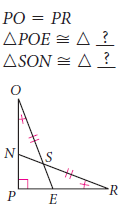 PO = PR
△POE ≅ △ ?
△SON ≅ △ ?
O
N
S
P
E
R